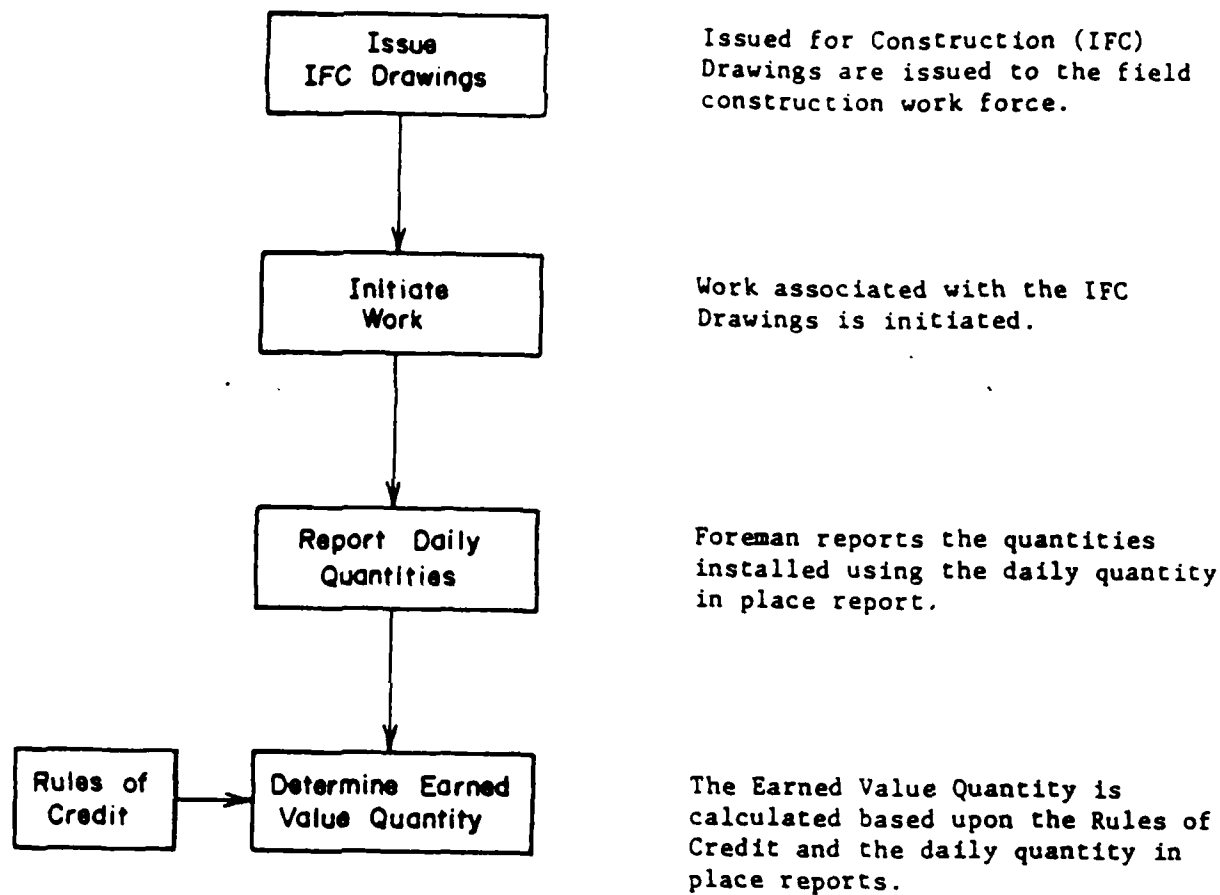 Issue
IFC Drawings
Issued for Construction (IFC)
Drawings are issued to the field
construction work force.
Initiate
Work
Work associated with the IFC
Drawings is initiated.
Report Daily
Quantities
Foreman reports the quantities
installed using the daily quantity
in place report.
Rules of
Credit
Determine Earned
Value Quantity
The Earned Value Quantity is
calculated based upon the Rules of
Credit and the daily quantity in
place reports.